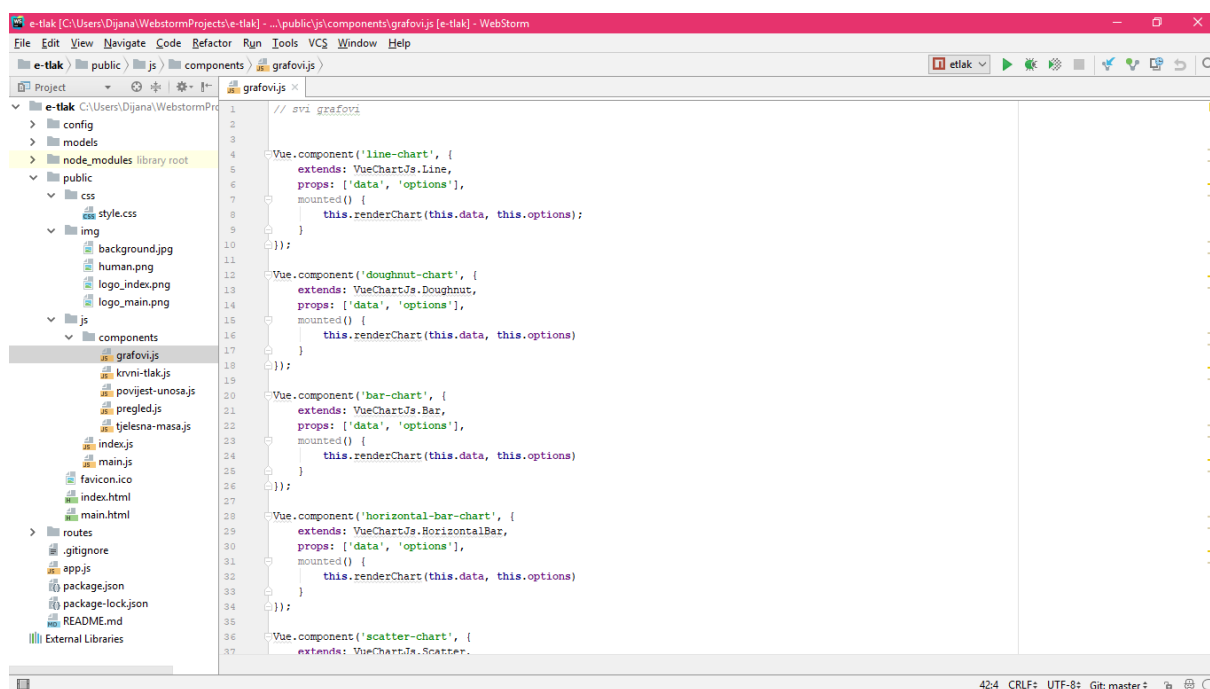 e-tlak [C:\Users\Dijana\WebstormProjects\e-tlak] - ...\public\js\components\grafovi.js [e-tlak] - WebStorm
File Edit View Navigate Code Refactor Run Tools VCS Window Help
e-tlak public js components grafovi.js etlak
Project grafovi.js
e-tlak C:\Users\Dijana\WebstormPro
config
models
node_modules library root
public
css
style.css
img
background.jpg
human.png
logo_index.png
logo_main.png
js
components
grafovi.js
krvni-tlak.js
povijest-unosa.js
pregled.js
tjelesna-masa.js
index.js
main.js
favicon.ico
index.html
main.html
routes
.gitignore
app.js
package.json
package-lock.json
README.md
External Libraries
1 // svi grafovi
2
3
4 Vue.component('line-chart', {
5 extends: VueChartJs.Line,
6 props: ['data', 'options'],
7 mounted() {
8 this.renderChart(this.data, this.options);
9 }
10 });
11
12 Vue.component('doughnut-chart', {
13 extends: VueChartJs.Doughnut,
14 props: ['data', 'options'],
15 mounted() {
16 this.renderChart(this.data, this.options)
17 }
18 });
19
20 Vue.component('bar-chart', {
21 extends: VueChartJs.Bar,
22 props: ['data', 'options'],
23 mounted() {
24 this.renderChart(this.data, this.options)
25 }
26 });
27
28 Vue.component('horizontal-bar-chart', {
29 extends: VueChartJs.HorizontalBar,
30 props: ['data', 'options'],
31 mounted() {
32 this.renderChart(this.data, this.options)
33 }
34 });
35
36 Vue.component('scatter-chart', {
37 extends: VueChartJs.Scatter,
42:4 CRLF UTF-8 Git: master